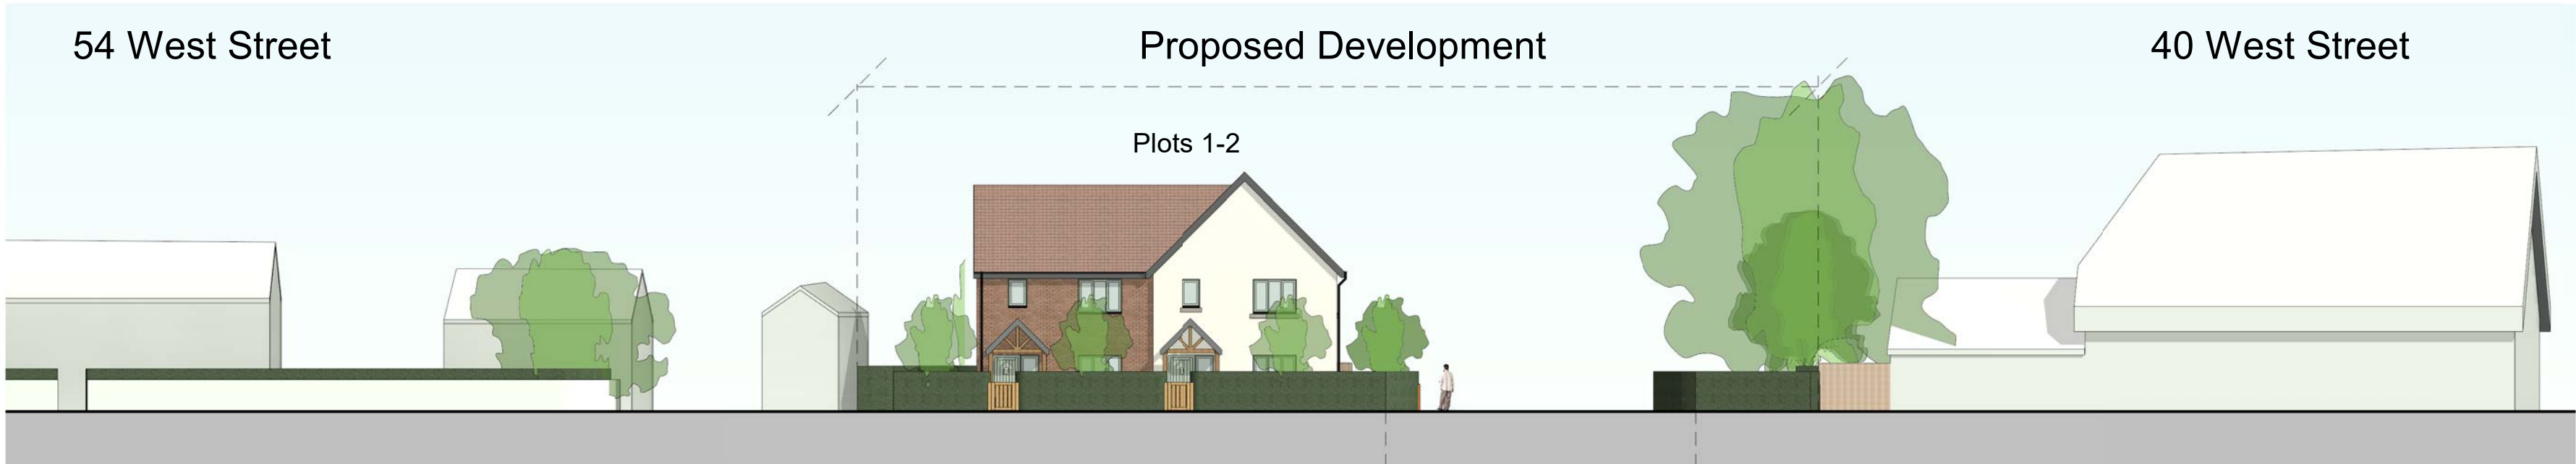 54 West Street
Proposed Development
40 West Street
Plots 1-2